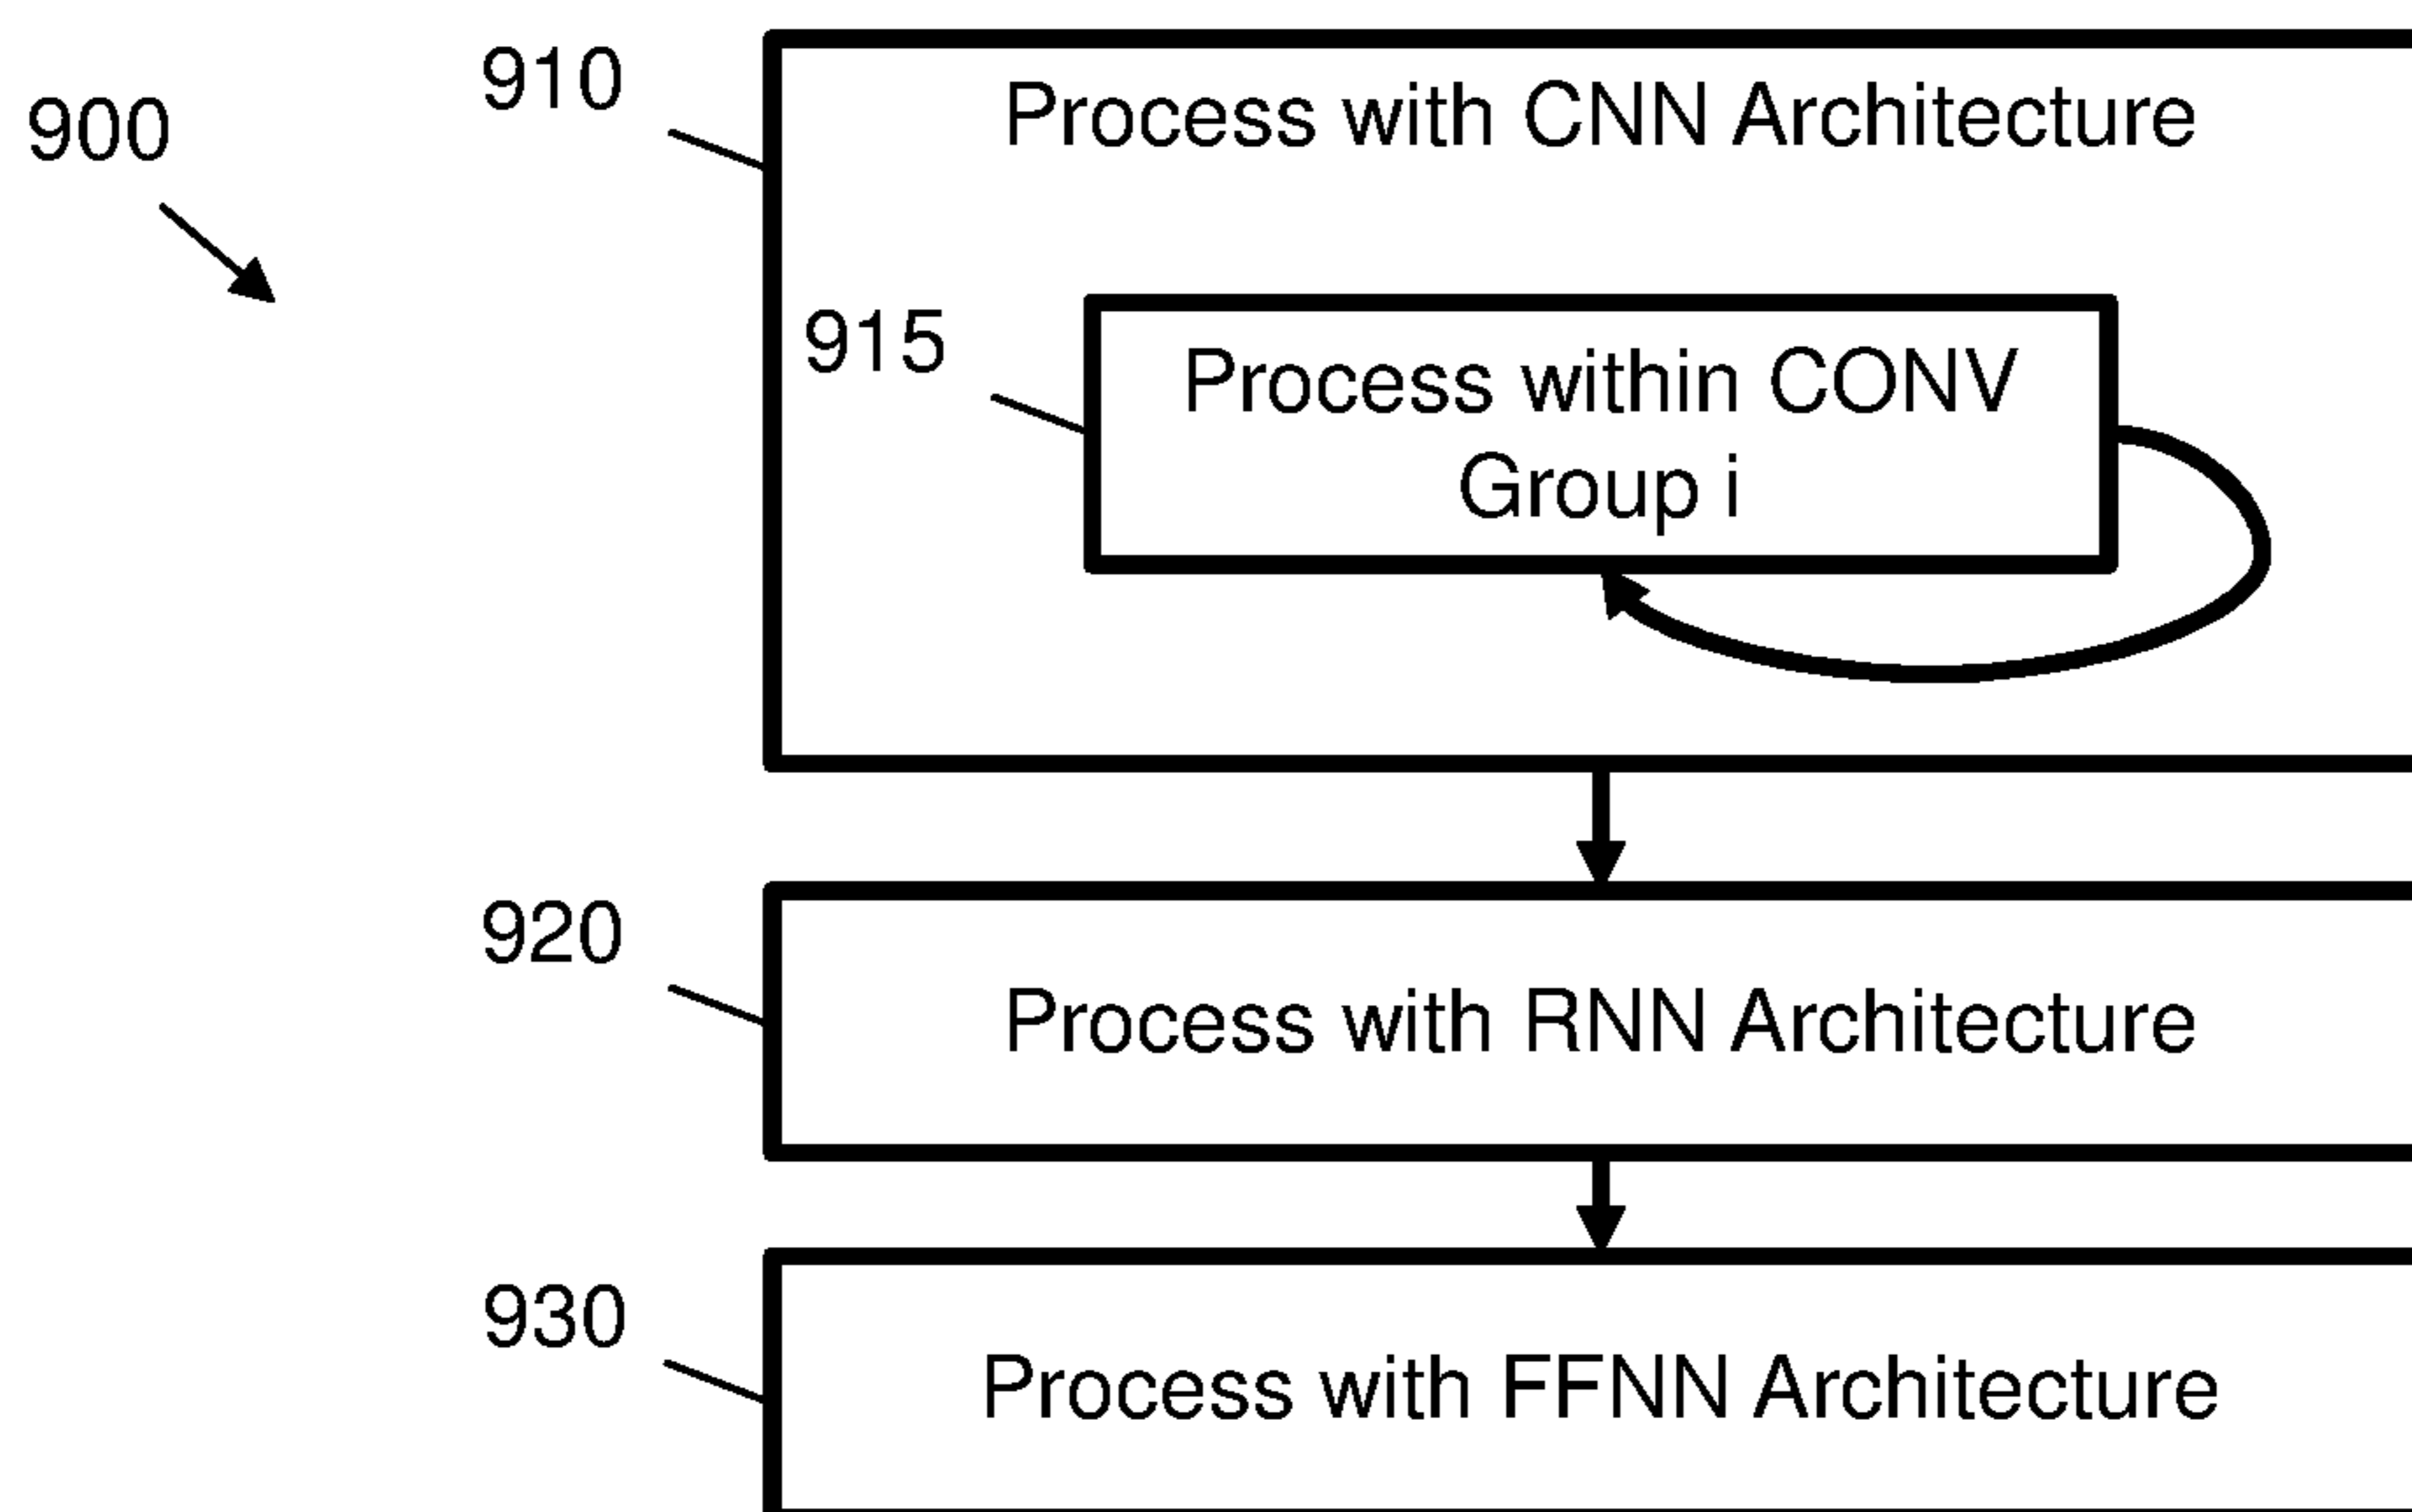 900
910
Process with CNN Architecture
915
Process within CONV
Group i
920
Process with RNN Architecture
930
Process with FFNN Architecture